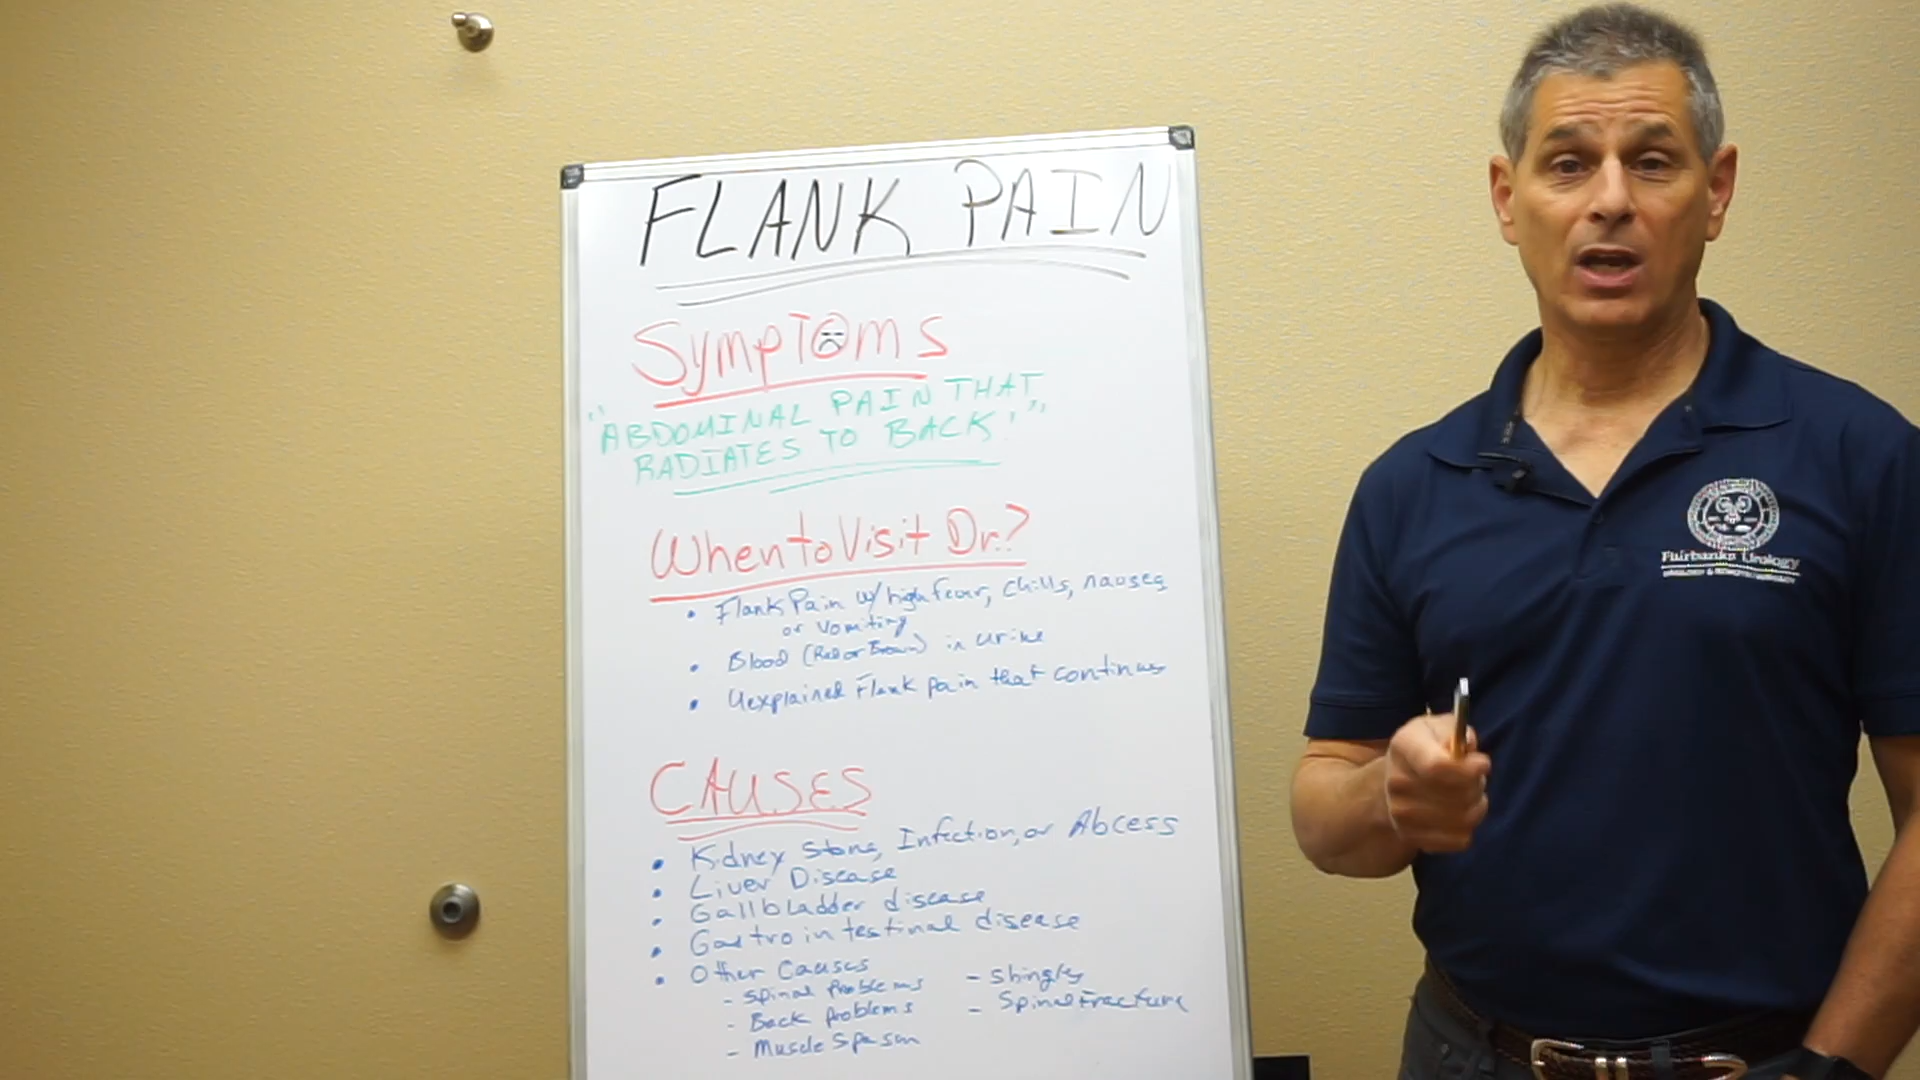 FLANK PAIN
Symptoms
"ABDOMINAL PAIN THAT
RADIATES TO BACK"
When to Visit Dr.?
• Flank Pain w/ high fever, chills, nausea
or vomiting
• Blood (Red or Brown) in urine
• Uexplained Flank pain that continues
CAUSES
• Kidney Stone, Infection, or Abcess
• Liver Disease
• Gallbladder disease
• Gastrointestinal disease
• Other Causes
- Spinal Problems
- Back problems
- Muscle Spasm
- Shingles
- Spinal Fracture
Fairbanks Urology